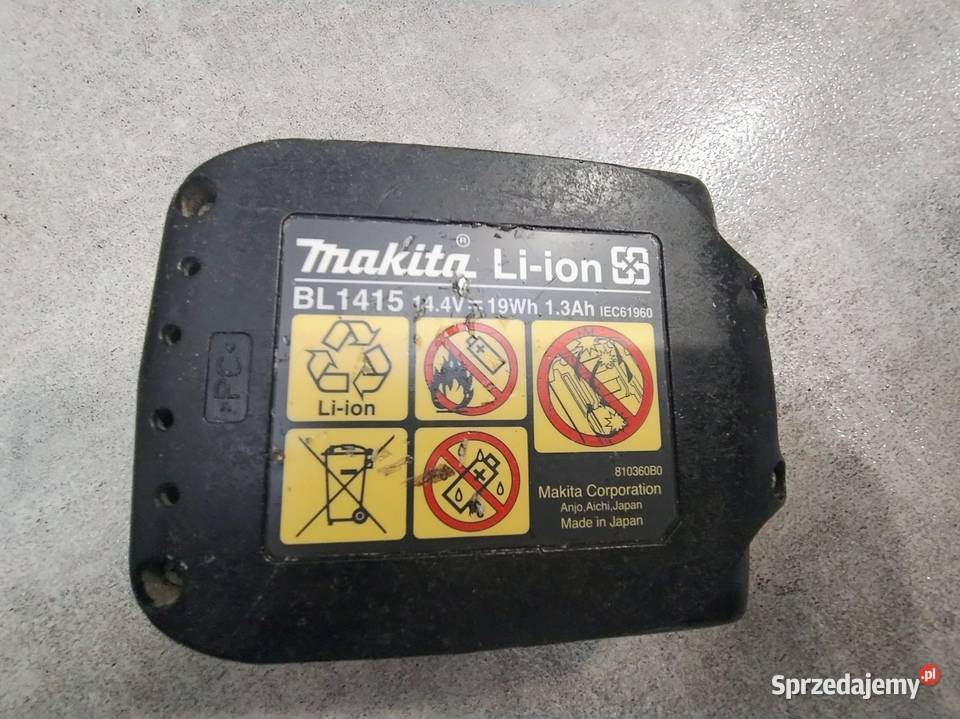 makita® Li-ion
BL1415 14.4V 19Wh 1.3Ah IEC61960
Li-ion
>PC<
810360B0
Makita Corporation
Anjo,Aichi,Japan
Made in Japan
Sprzedajemy.pl